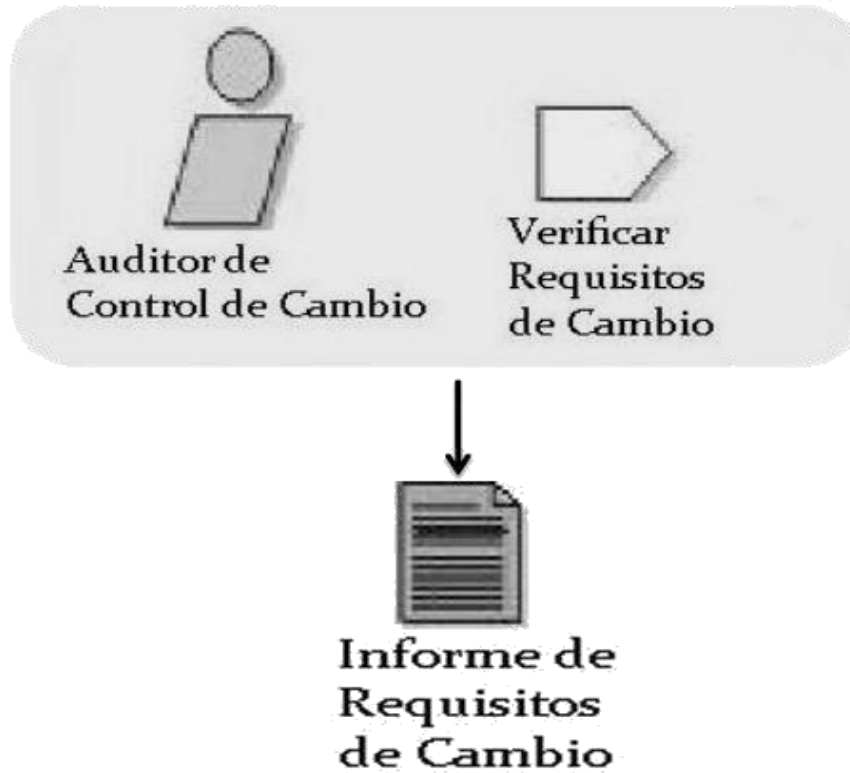 Auditor de
Control de Cambio
Verificar
Requisitos
de Cambio
Informe de
Requisitos
de Cambio